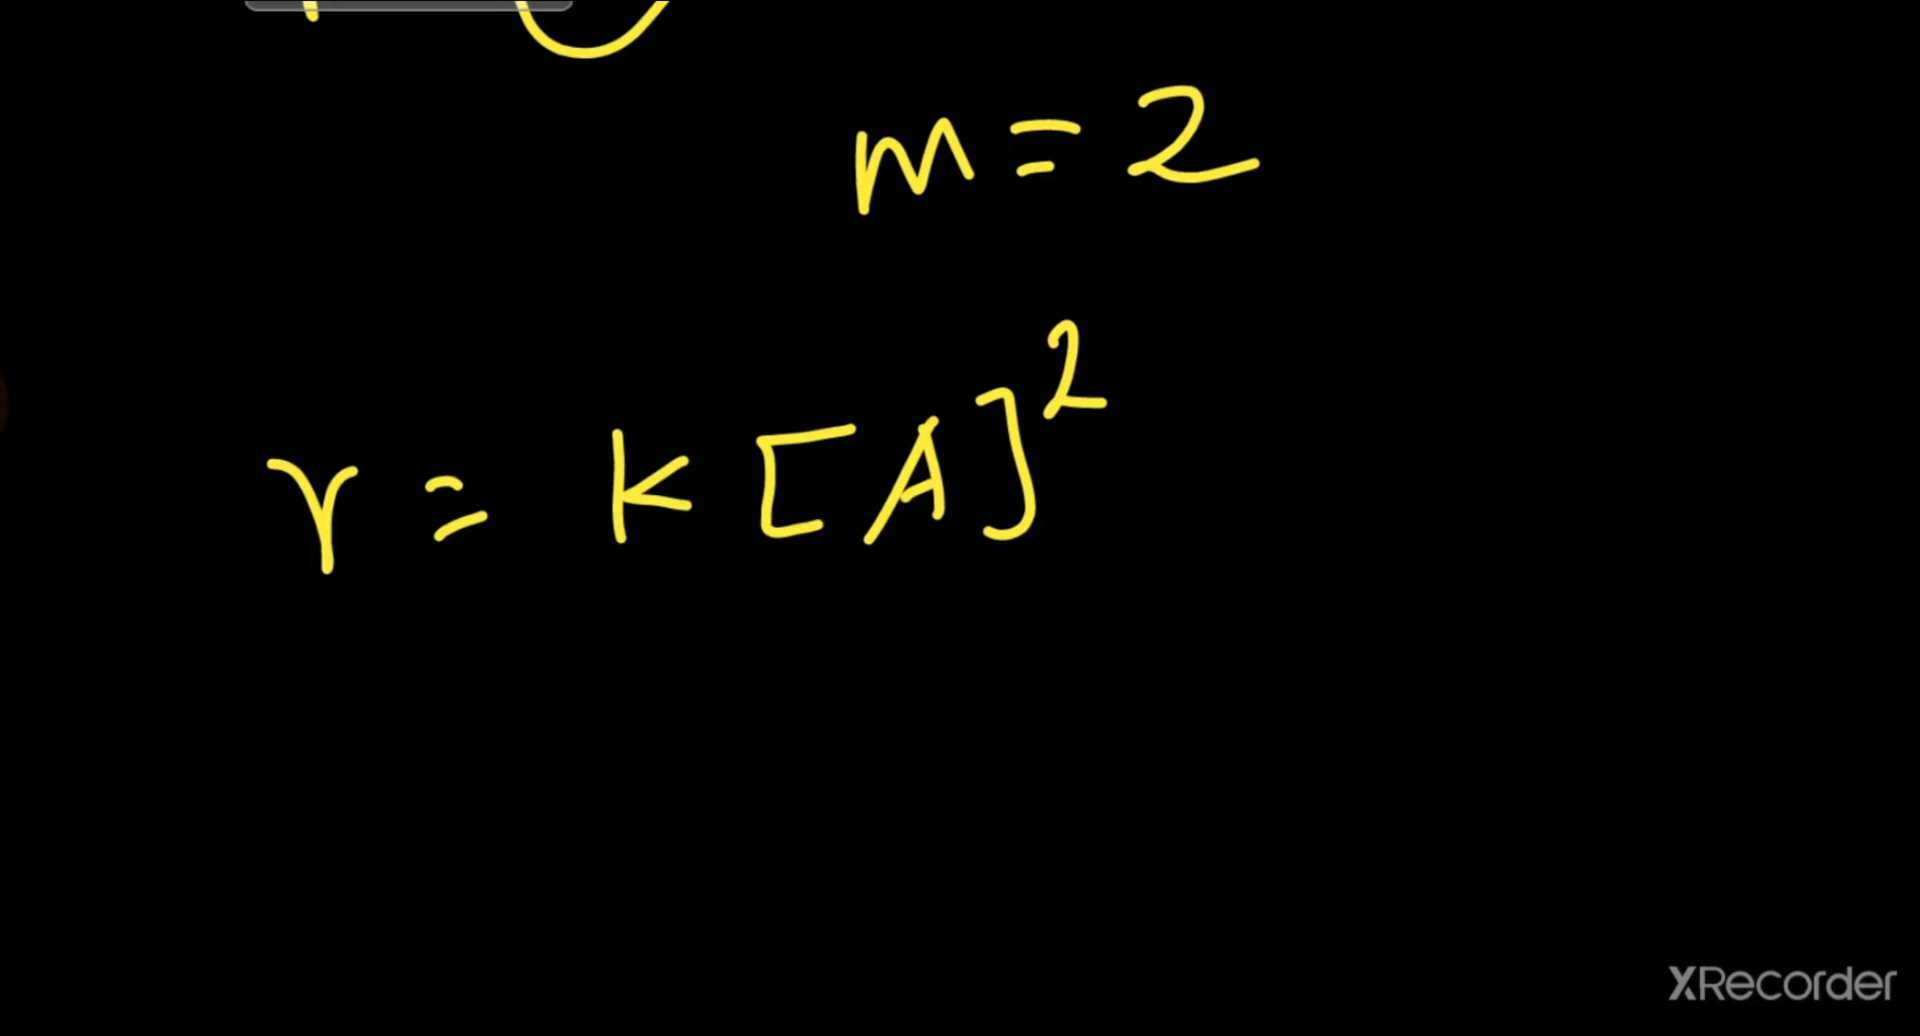 m = 2
r = K [A]²
XRecorder